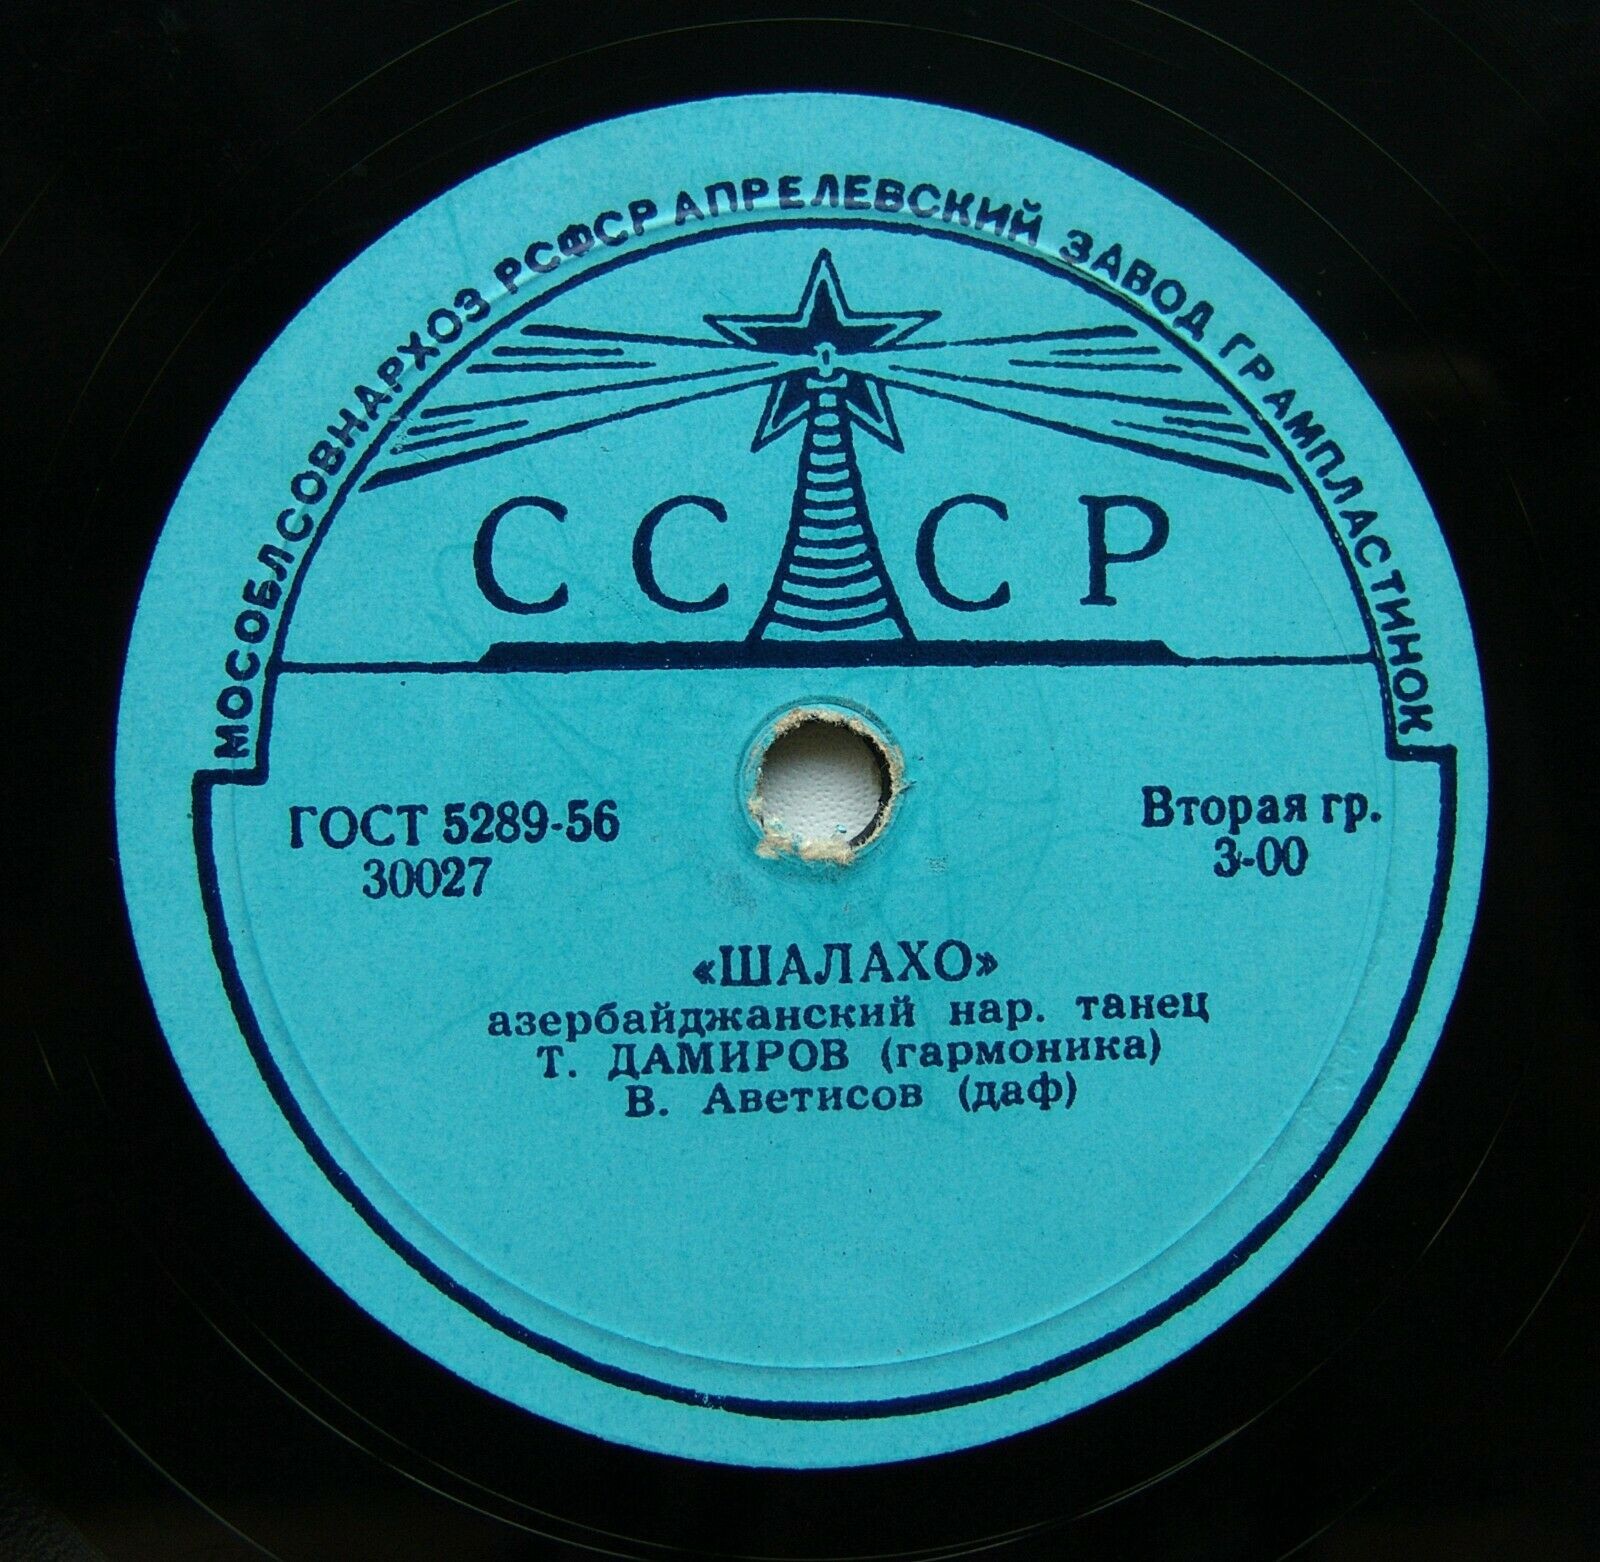 МОСОБЛСОВНАРХОЗ РСФСР АПРЕЛЕВСКИЙ ЗАВОД ГРАМПЛАСТИНОК
СССР
ГОСТ 5289-56
30027
Вторая гр.
3-00
«ШАЛАХО»
азербайджанский нар. танец
Т. ДАМИРОВ (гармоника)
В. Аветисов (даф)